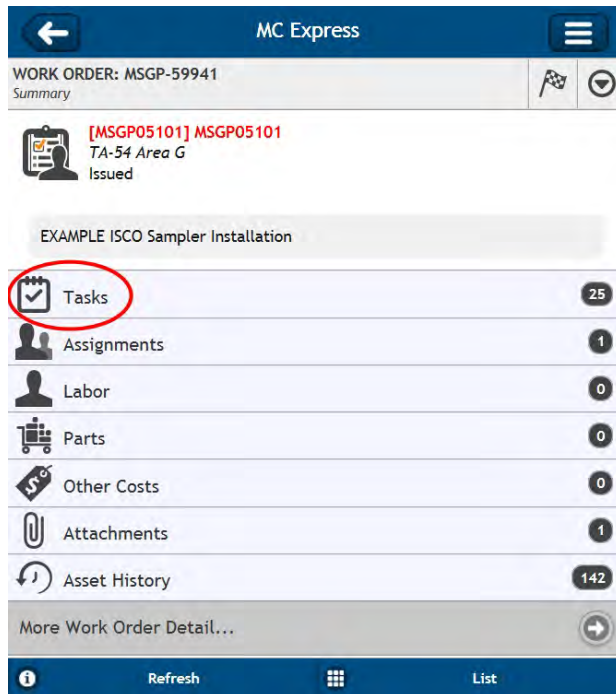 MC Express
WORK ORDER: MSGP-59941
Summary
[MSGP05101] MSGP05101
TA-54 Area G
Issued
EXAMPLE ISCO Sampler Installation
Tasks 25
Assignments 1
Labor 0
Parts 0
Other Costs 0
Attachments 1
Asset History 142
More Work Order Detail...
Refresh List